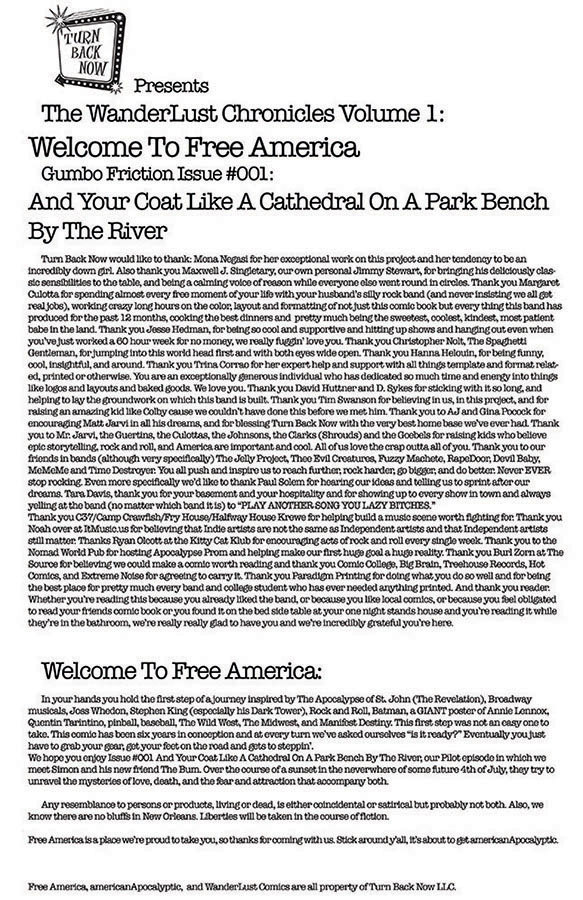 TURN
BACK
NOW
Presents
The WanderLust Chronicles Volume 1:
Welcome To Free America
Gumbo Friction Issue #001:
And Your Coat Like A Cathedral On A Park Bench
By The River
Turn Back Now would like to thank: Mona Negasi for her exceptional work on this project and her tendency to be an
incredibly down girl. Also thank you Maxwell J. Singletary, our own personal Jimmy Stewart, for bringing his deliciously clas-
sic sensibilities to the table, and being a calming voice of reason while everyone else went round in circles. Thank you Margaret
Culotta for spending almost every free moment of your life with your husband's silly rock band (and never insisting we all get
real jobs), working crazy long hours on the color, layout and formatting of not just this comic book but every thing this band has
produced for the past 12 months, cooking the best dinners and pretty much being the sweetest, coolest, kindest, most patient
babe in the land. Thank you Jesse Hedman, for being so cool and supportive and hitting up shows and hanging out even when
you've just worked a 60 hour week for no money, we really fuggin' love you. Thank you Christopher Nolt, The Spaghetti
Gentleman, for jumping into this world head first and with both eyes wide open. Thank you Hanna Helouin, for being funny,
cool, insightful, and around. Thank you Trina Corrao for her expert help and support with all things template and format relat-
ed, printed or otherwise. You are an exceptionally generous individual who has dedicated so much time and energy into things
like logos and layouts and baked goods. We love you. Thank you David Huttner and D. Sykes for sticking with it so long, and
helping to lay the groundwork on which this band is built. Thank you Tim Swanson for believing in us, in this project, and for
raising an amazing kid like Colby cause we couldn't have done this before we met him. Thank you to AJ and Gina Pocock for
encouraging Matt Jarvi in all his dreams, and for blessing Turn Back Now with the very best home base we've ever had. Thank
you to Mr. Jarvi, the Guertins, the Culottas, the Johnsons, the Clarks (Shrouds) and the Goebels for raising kids who believe
epic storytelling, rock and roll, and America are important and cool. All of us love the crap outta all of you. Thank you to our
friends in bands (although very specifically) The Jelly Project, Thee Evil Creatures, Fuzzy Machete, RapeDoor, Devil Baby,
MeMeMe and Time Destroyer. You all push and inspire us to reach further, rock harder, go bigger, and do better. Never EVER
stop rocking. Even more specifically we'd like to thank Paul Solem for hearing our ideas and telling us to sprint after our
dreams. Tara Davis, thank you for your basement and your hospitality and for showing up to every show in town and always
yelling at the band (no matter which band it is) to "PLAY ANOTHER SONG YOU LAZY BITCHES."
Thank you C37/Camp Crawfish/Fry House/Halfway House Krewe for helping build a music scene worth fighting for. Thank you
Noah over at ItMusic.us for believing that Indie artists are not the same as Independent artists and that Independent artists
still matter. Thanks Ryan Olcott at the Kitty Cat Klub for encouraging acts of rock and roll every single week. Thank you to the
Nomad World Pub for hosting Apocalypse Prom and helping make our first huge goal a huge reality. Thank you Burl Zorn at The
Source for believing we could make a comic worth reading and thank you Comic College, Big Brain, Treehouse Records, Hot
Comics, and Extreme Noise for agreeing to carry it. Thank you Paradigm Printing for doing what you do so well and for being
the best place for pretty much every band and college student who has ever needed anything printed. And thank you reader.
Whether you're reading this because you already liked the band, or because you like local comics, or because you feel obligated
to read your friends comic book or you found it on the bed side table at your one night stands house and you're reading it while
they're in the bathroom, we're really really glad to have you and we're incredibly grateful you're here.
Welcome To Free America:
In your hands you hold the first step of a journey inspired by The Apocalypse of St. John (The Revelation), Broadway
musicals, Joss Whedon, Stephen King (especially his Dark Tower), Rock and Roll, Batman, a GIANT poster of Annie Lennox,
Quentin Tarintino, pinball, baseball, The Wild West, The Midwest, and Manifest Destiny. This first step was not an easy one to
take. This comic has been six years in conception and at every turn we've asked ourselves "is it ready?" Eventually you just
have to grab your gear, get your feet on the road and gets to steppin'.
We hope you enjoy Issue #001 And Your Coat Like A Cathedral On A Park Bench By The River, our Pilot episode in which we
meet Simon and his new friend The Bum. Over the course of a sunset in the neverwhere of some future 4th of July, they try to
unravel the mysteries of love, death, and the fear and attraction that accompany both.
Any resemblance to persons or products, living or dead, is either coincidental or satirical but probably not both. Also, we
know there are no bluffs in New Orleans. Liberties will be taken in the course of fiction.
Free America is a place we're proud to take you, so thanks for coming with us. Stick around y'all, it's about to get americanApocalyptic.
Free America, americanApocalyptic, and WanderLust Comics are all property of Turn Back Now LLC.